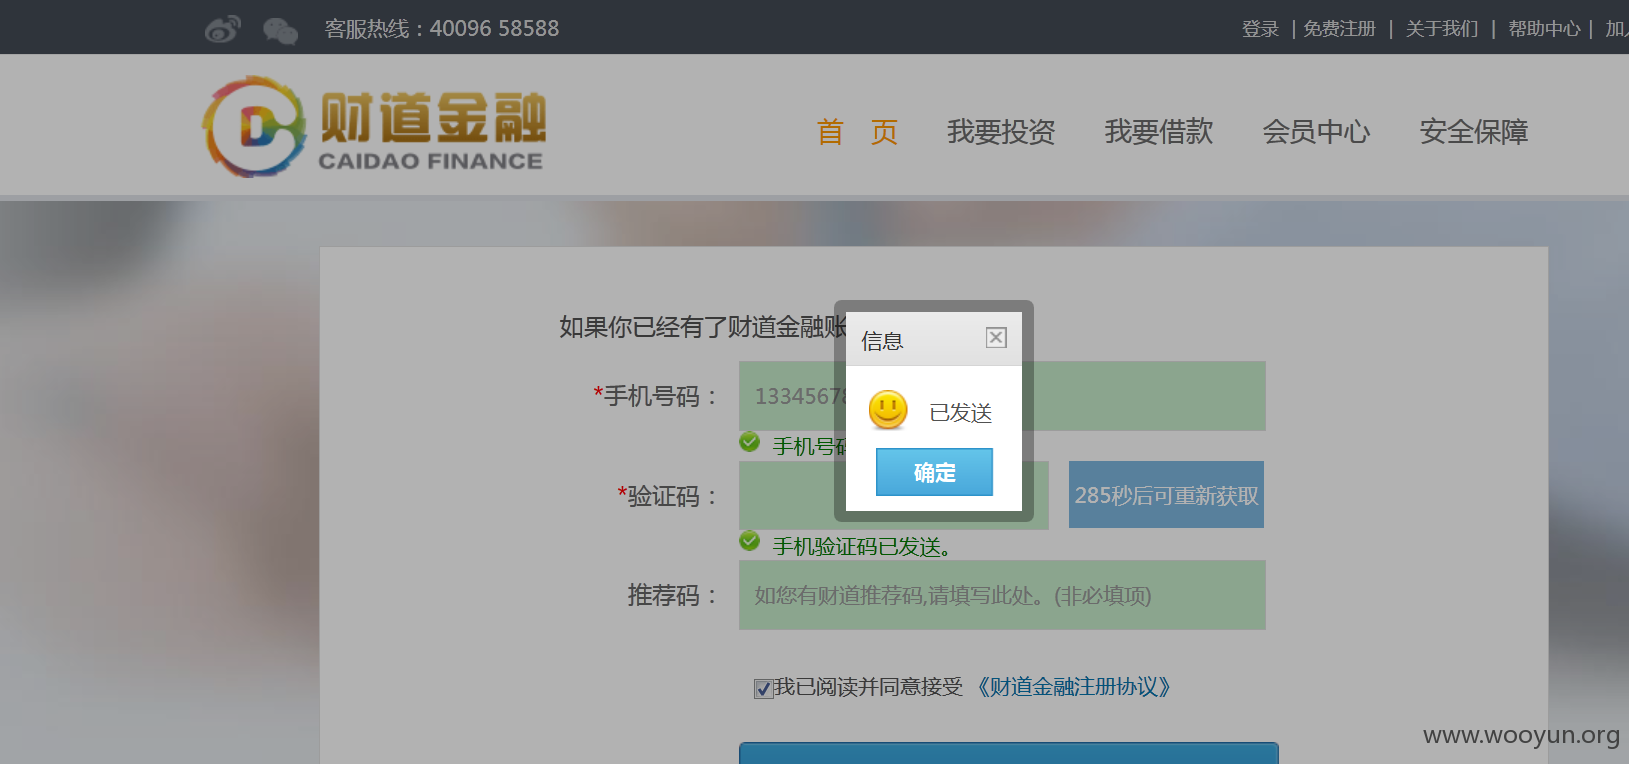 客服热线：40096 58588
登录 | 免费注册 | 关于我们 | 帮助中心 | 加
财道金融
CAIDAO FINANCE
首 页 我要投资 我要借款 会员中心 安全保障
如果你已经有了财道金融账
信息
*手机号码： 1334567
已发送
手机号码
确定
*验证码： 285秒后可重新获取
手机验证码已发送。
推荐码： 如您有财道推荐码,请填写此处。(非必填项)
我已阅读并同意接受 《财道金融注册协议》
www.wooyun.org